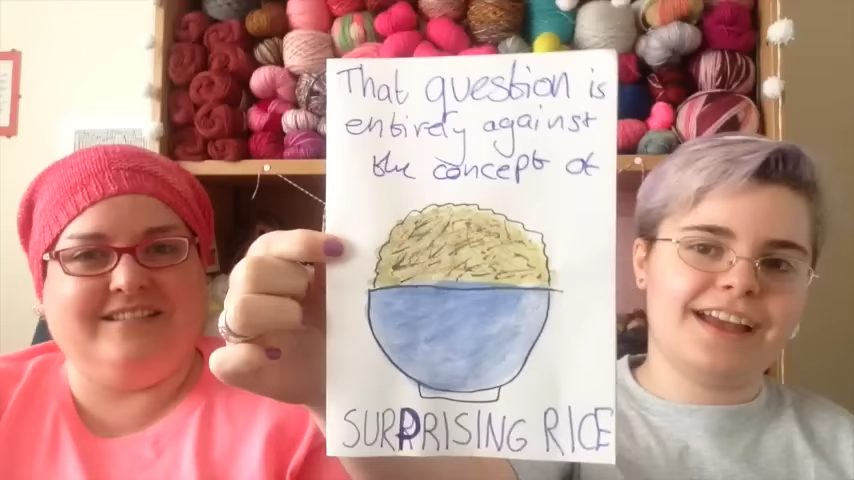 That question is
entirely against
the concept of
SURPRISING RICE